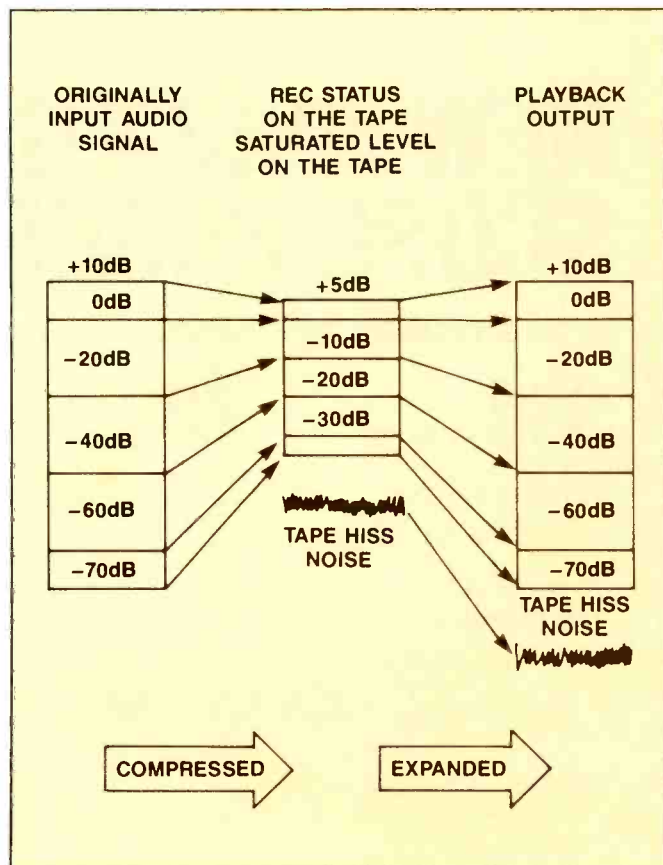 ORIGINALLY
INPUT AUDIO
SIGNAL
REC STATUS
ON THE TAPE
SATURATED LEVEL
ON THE TAPE
PLAYBACK
OUTPUT
+10dB
0dB
−20dB
−40dB
−60dB
−70dB
+5dB
−10dB
−20dB
−30dB
TAPE HISS
NOISE
+10dB
0dB
−20dB
−40dB
−60dB
−70dB
TAPE HISS
NOISE
COMPRESSED
EXPANDED